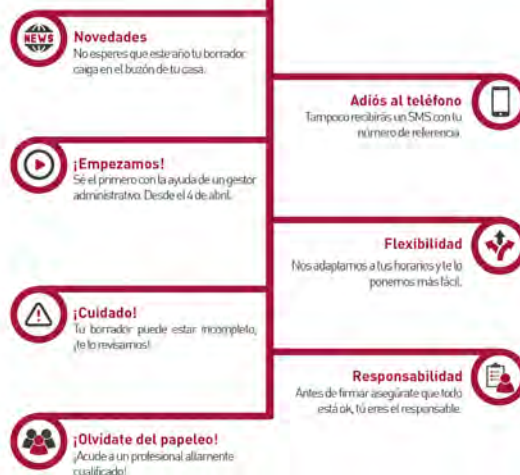 NEWS
Novedades
No esperes que este año tu borrador
caiga en el buzón de tu casa.
Adiós al teléfono
Tampoco recibirás un SMS con tu
número de referencia.
¡Empezamos!
Sé el primero con la ayuda de un gestor
administrativo. Desde el 4 de abril.
Flexibilidad
Nos adaptamos a tus horarios y te lo
ponemos más fácil.
¡Cuidado!
Tu borrador puede estar incompleto,
¡te lo revisamos!
Responsabilidad
Antes de firmar asegúrate que todo
está ok, tú eres el responsable.
¡Olvídate del papeleo!
¡Acude a un profesional altamente
cualificado!